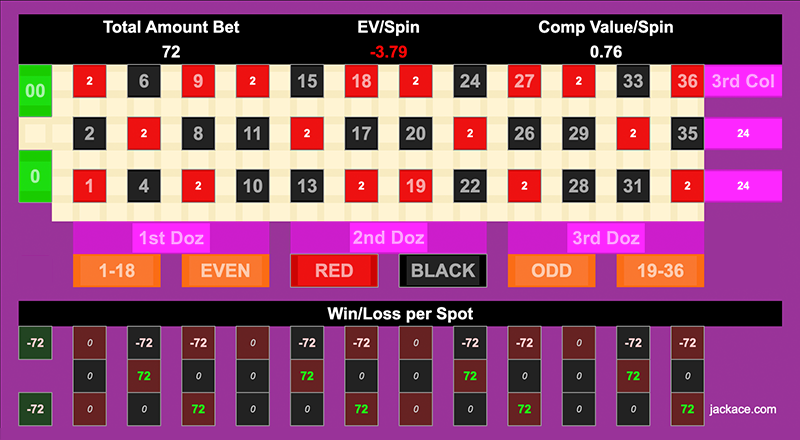 Total Amount Bet EV/Spin Comp Value/Spin
72 -3.79 0.76
00 2 6 9 2 15 18 2 24 27 2 33 36 3rd Col
2 2 8 11 2 17 20 2 26 29 2 35 24
0 1 4 2 10 13 2 19 22 2 28 31 2 24
1st Doz 2nd Doz 3rd Doz
1-18 EVEN RED BLACK ODD 19-36
Win/Loss per Spot
-72 0 -72 -72 0 -72 -72 0 -72 -72 0 -72 -72
0 72 0 0 72 0 0 72 0 0 72 0
-72 0 0 72 0 0 72 0 0 72 0 0 72 jackace.com